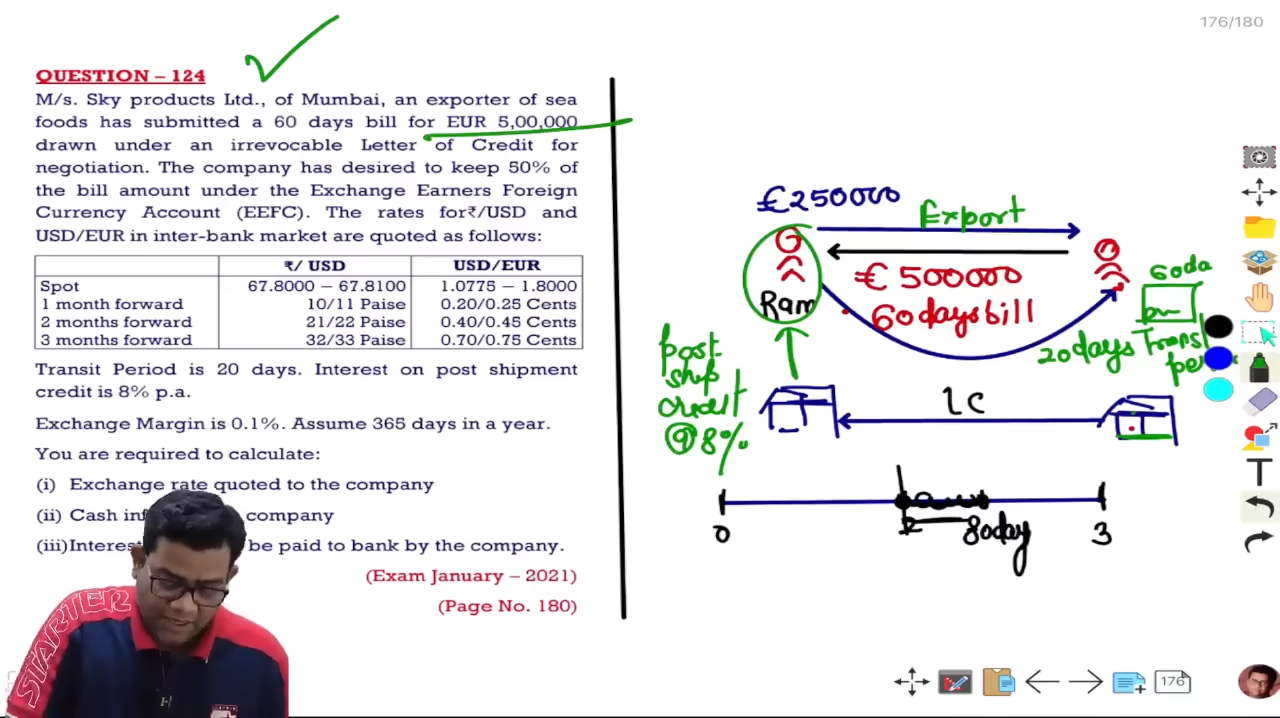 176/180
QUESTION – 124
M/s. Sky products Ltd., of Mumbai, an exporter of sea
foods has submitted a 60 days bill for EUR 5,00,000
drawn under an irrevocable Letter of Credit for
negotiation. The company has desired to keep 50% of
the bill amount under the Exchange Earners Foreign
Currency Account (EEFC). The rates for₹/USD and
USD/EUR in inter-bank market are quoted as follows:
₹/ USD USD/EUR
Spot 67.8000 – 67.8100 1.0775 – 1.8000
1 month forward 10/11 Paise 0.20/0.25 Cents
2 months forward 21/22 Paise 0.40/0.45 Cents
3 months forward 32/33 Paise 0.70/0.75 Cents
Transit Period is 20 days. Interest on post shipment
credit is 8% p.a.
Exchange Margin is 0.1%. Assume 365 days in a year.
You are required to calculate:
(i) Exchange rate quoted to the company
(ii) Cash company
(iii) be paid to bank by the company.
(Exam January – 2021)
(Page No. 180)
STARTER
€250000
Export
€500000
60 days bill
Ram
60da
20days
post
ship
credit
@8%
LC
0
2
80day
3
T
176